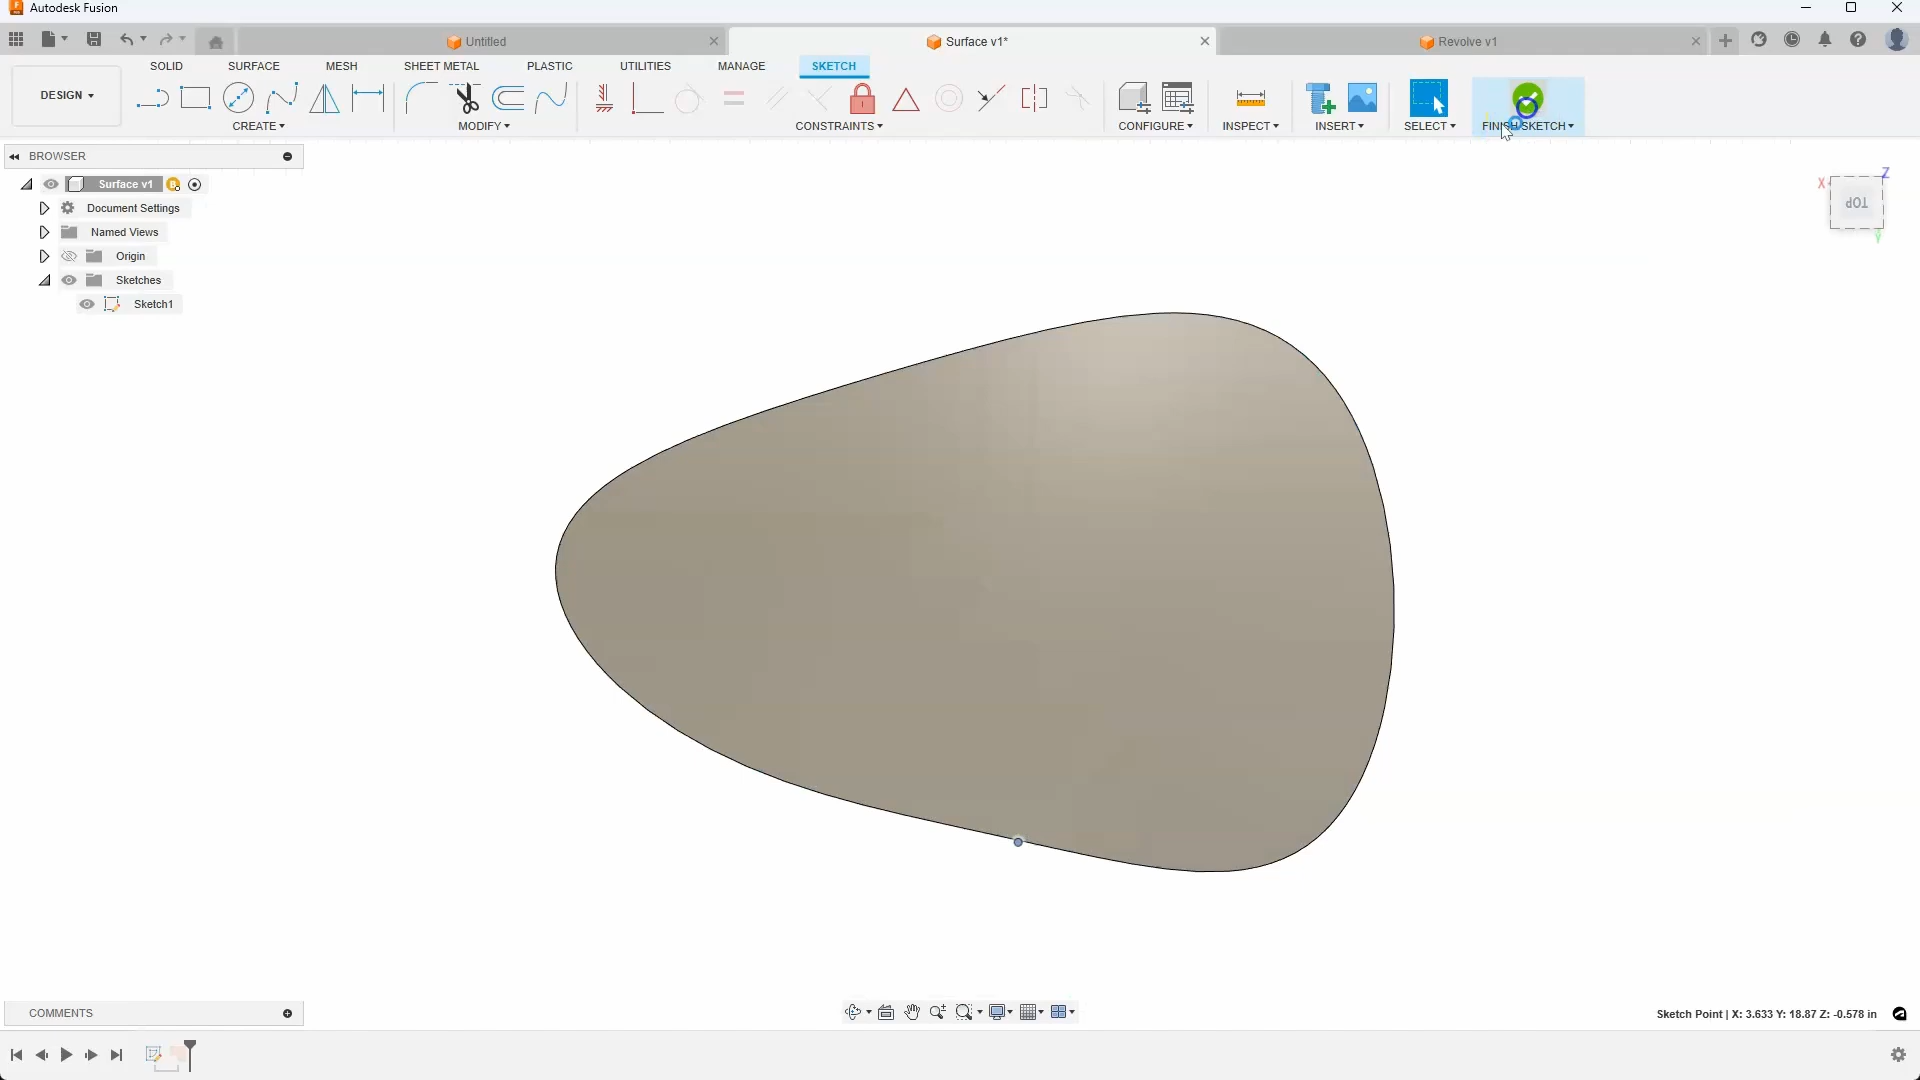 Autodesk Fusion
Untitled
Surface v1*
Revolve v1
SOLID
SURFACE
MESH
SHEET METAL
PLASTIC
UTILITIES
MANAGE
SKETCH
DESIGN
CREATE
MODIFY
CONSTRAINTS
CONFIGURE
INSPECT
INSERT
SELECT
FINISH SKETCH
BROWSER
Surface v1
Document Settings
Named Views
Origin
Sketches
Sketch1
X
Z
TOP
Y
COMMENTS
Sketch Point | X: 3.633 Y: 18.87 Z: -0.578 in